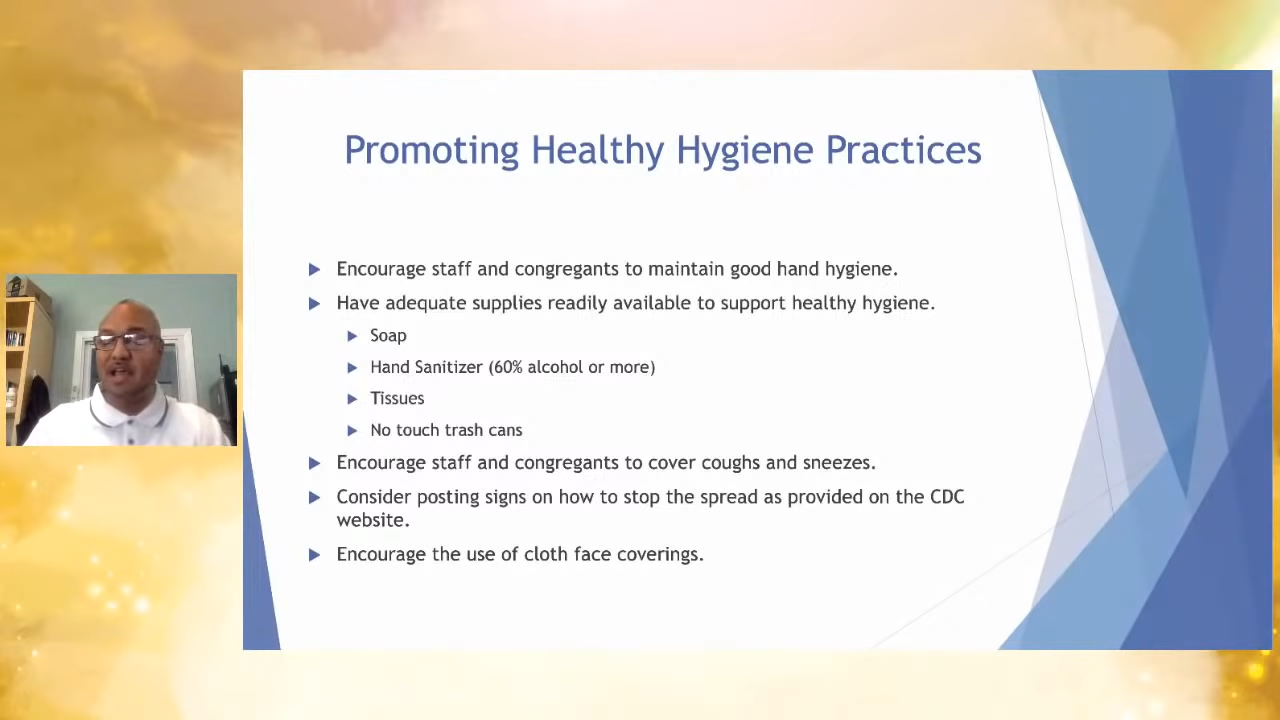 Promoting Healthy Hygiene Practices
Encourage staff and congregants to maintain good hand hygiene.
Have adequate supplies readily available to support healthy hygiene.
Soap
Hand Sanitizer (60% alcohol or more)
Tissues
No touch trash cans
Encourage staff and congregants to cover coughs and sneezes.
Consider posting signs on how to stop the spread as provided on the CDC
website.
Encourage the use of cloth face coverings.